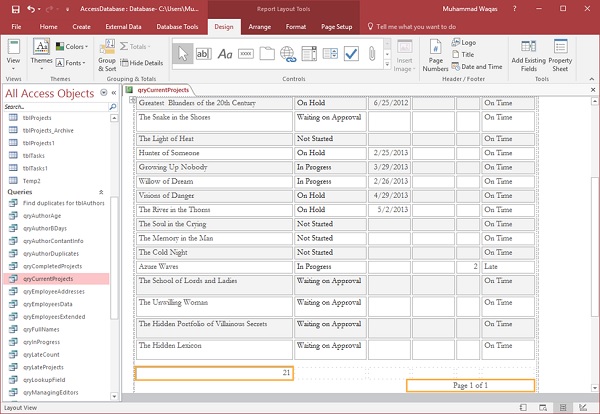 AccessDatabase : Database- C:\Users\Mu...
Report Layout Tools
Muhammad Waqas
File Home Create External Data Database Tools Design Arrange Format Page Setup Tell me what you want to do
Views
Views
Themes
Colors
Fonts
Themes
Group & Sort
Totals
Hide Details
Grouping & Totals
Controls
Insert Image
Page Numbers
Logo
Title
Date and Time
Header / Footer
Add Existing Fields
Property Sheet
Tools
All Access Objects
Search...
tblProjects
tblProjects_Archive
tblProjects1
tblTasks
tblTasks1
Temp2
Queries
Find duplicates for tblAuthors
qryAuthorAge
qryAuthorBDays
qryAuthorContantInfo
qryAuthorDuplicates
qryCompletedProjects
qryCurrentProjects
qryEmployeeAddresses
qryEmployeesData
qryEmployeesExtended
qryFullNames
qryInProgress
qryLateCount
qryLateProjects
qryLookupField
qryManagingEditors
qryCurrentProjects
Greatest Blunders of the 20th Century On Hold 6/25/2012 On Time
The Snake in the Shores Waiting on Approval On Time
The Light of Heat Not Started On Time
Hunter of Someone On Hold 2/25/2013 On Time
Growing Up Nobody In Progress 3/29/2013 On Time
Willow of Dream In Progress 2/26/2013 On Time
Visions of Danger On Hold 4/29/2013 On Time
The River in the Thorns On Hold 5/2/2013 On Time
The Soul in the Crying Not Started On Time
The Memory in the Man Not Started On Time
The Cold Night Not Started On Time
Azure Waves In Progress 2 Late
The School of Lords and Ladies Waiting on Approval On Time
The Unwilling Woman Waiting on Approval On Time
The Hidden Portfolio of Villainous Secrets Waiting on Approval On Time
The Hidden Lexicon Waiting on Approval On Time
21
Page 1 of 1
Layout View